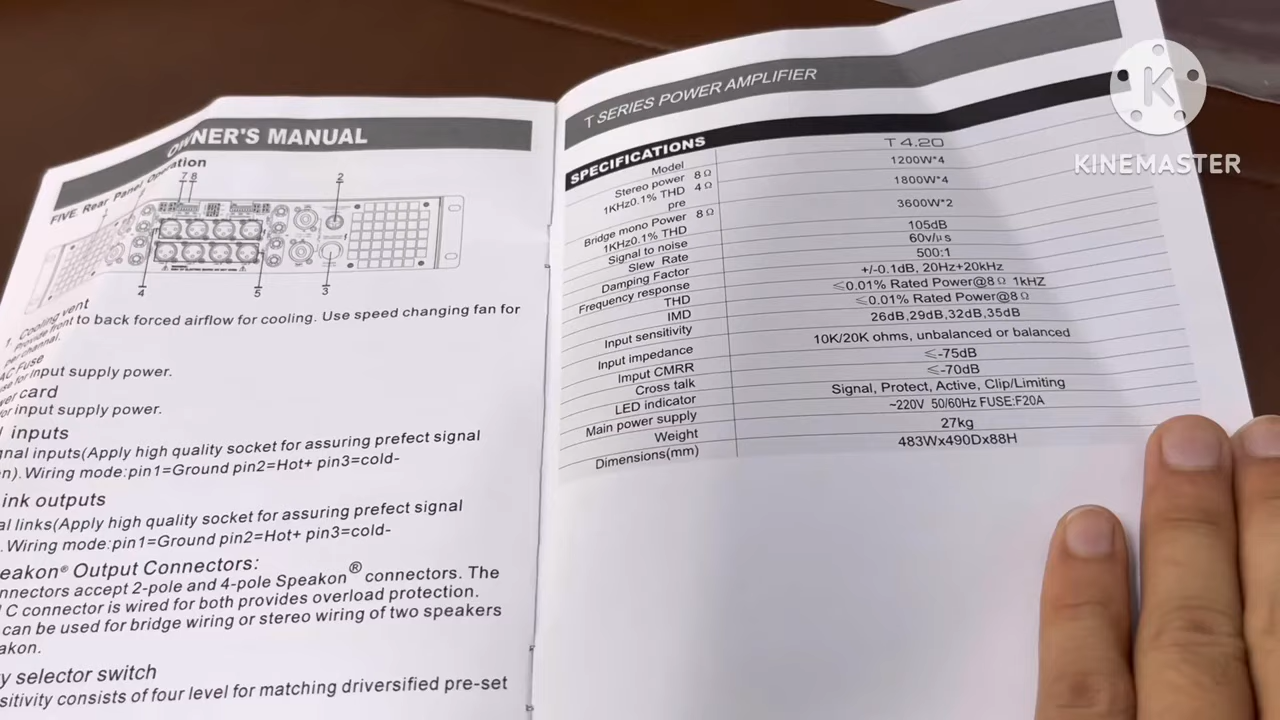 OWNER'S MANUAL
FIVE. Rear Panel Operation
7 8
2
4
5
3
1. Cooling vent
Provide front to back forced airflow for cooling. Use speed changing fan for
per channel.
AC Fuse
for input supply power.
card
for input supply power.
inputs
(Apply high quality socket for assuring prefect signal
.Wiring mode:pin1=Ground pin2=Hot+ pin3=cold-
ink outputs
al links(Apply high quality socket for assuring prefect signal
.Wiring mode:pin1=Ground pin2=Hot+ pin3=cold-
eakon® Output Connectors:
nnectors accept 2-pole and 4-pole Speakon® connectors. The
C connector is wired for both provides overload protection.
can be used for bridge wiring or stereo wiring of two speakers
akon.
y selector switch
sitivity consists of four level for matching driversified pre-set
T SERIES POWER AMPLIFIER
SPECIFICATIONS
Model T 4.20
Stereo power 8Ω 1200W*4
1KHz0.1% THD 4Ω 1800W*4
pre
Bridge mono Power 8Ω 3600W*2
1KHz0.1% THD
Signal to noise 105dB
Slew Rate 60v/μs
Damping Factor 500:1
Frequency response +/-0.1dB, 20Hz+20kHz
THD ≤0.01% Rated Power@8Ω 1kHZ
IMD ≤0.01% Rated Power@8Ω
Input sensitivity 26dB,29dB,32dB,35dB
Input impedance 10K/20K ohms, unbalanced or balanced
Imput CMRR ≤-75dB
Cross talk ≤-70dB
LED indicator Signal, Protect, Active, Clip/Limiting
Main power supply ~220V 50/60Hz FUSE:F20A
Weight 27kg
Dimensions(mm) 483Wx490Dx88H
K
KINEMASTER